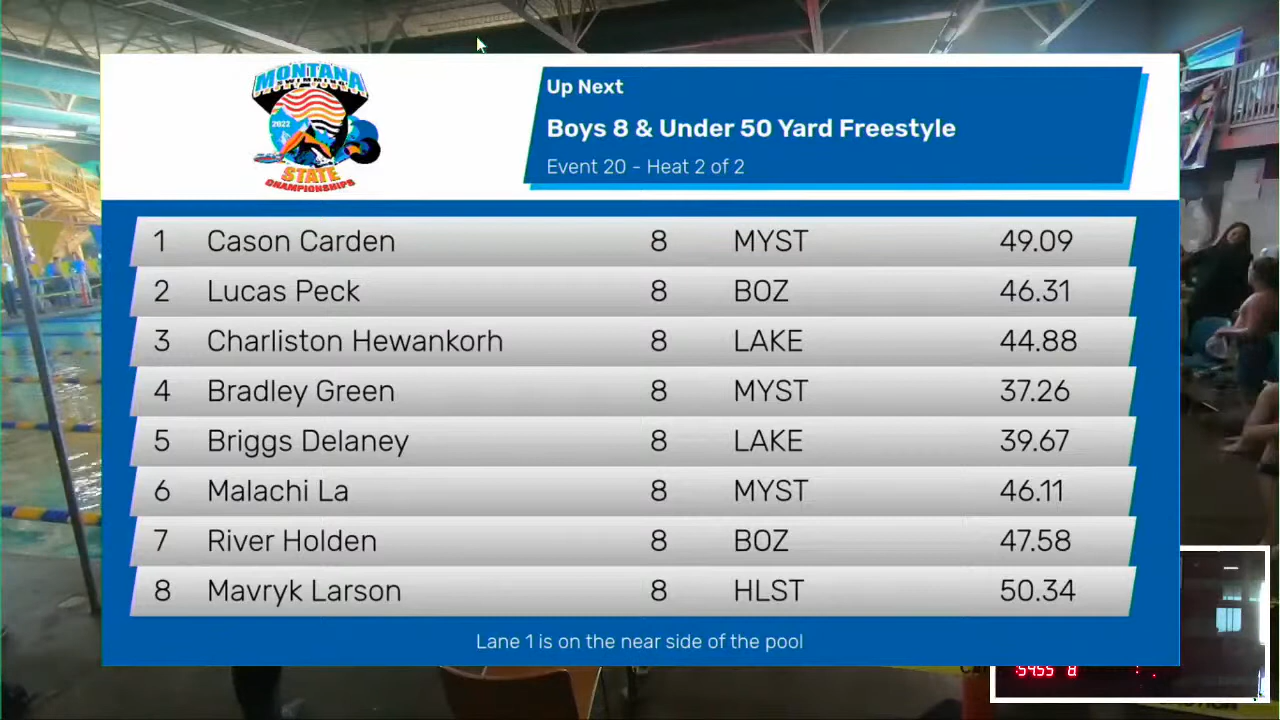 MONTANA
SWIMMING
2022
STATE
CHAMPIONSHIPS
Up Next
Boys 8 & Under 50 Yard Freestyle
Event 20 - Heat 2 of 2
1 Cason Carden 8 MYST 49.09
2 Lucas Peck 8 BOZ 46.31
3 Charliston Hewankorh 8 LAKE 44.88
4 Bradley Green 8 MYST 37.26
5 Briggs Delaney 8 LAKE 39.67
6 Malachi La 8 MYST 46.11
7 River Holden 8 BOZ 47.58
8 Mavryk Larson 8 HLST 50.34
Lane 1 is on the near side of the pool